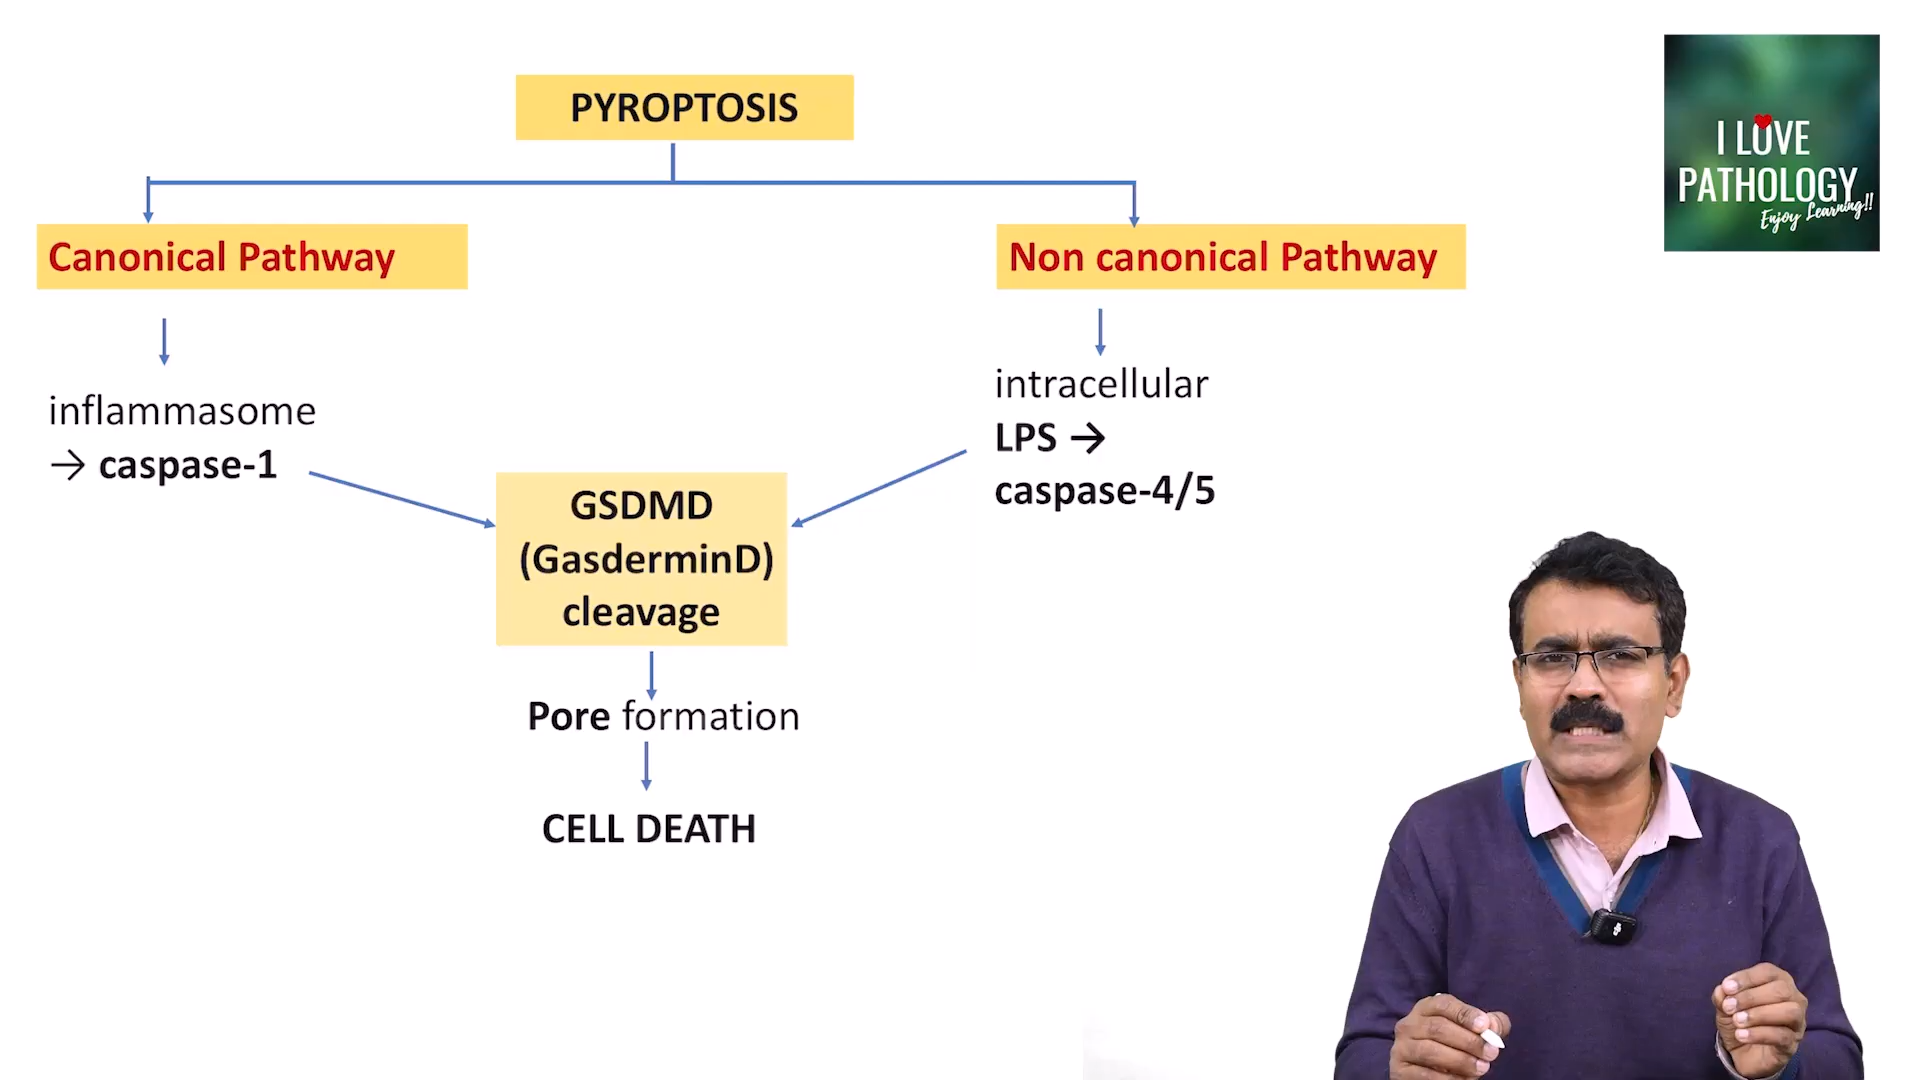 PYROPTOSIS
I LOVE
PATHOLOGY
Enjoy Learning!!
Canonical Pathway
Non canonical Pathway
inflammasome
→ caspase-1
intracellular
LPS →
caspase-4/5
GSDMD
(GasderminD)
cleavage
Pore formation
CELL DEATH